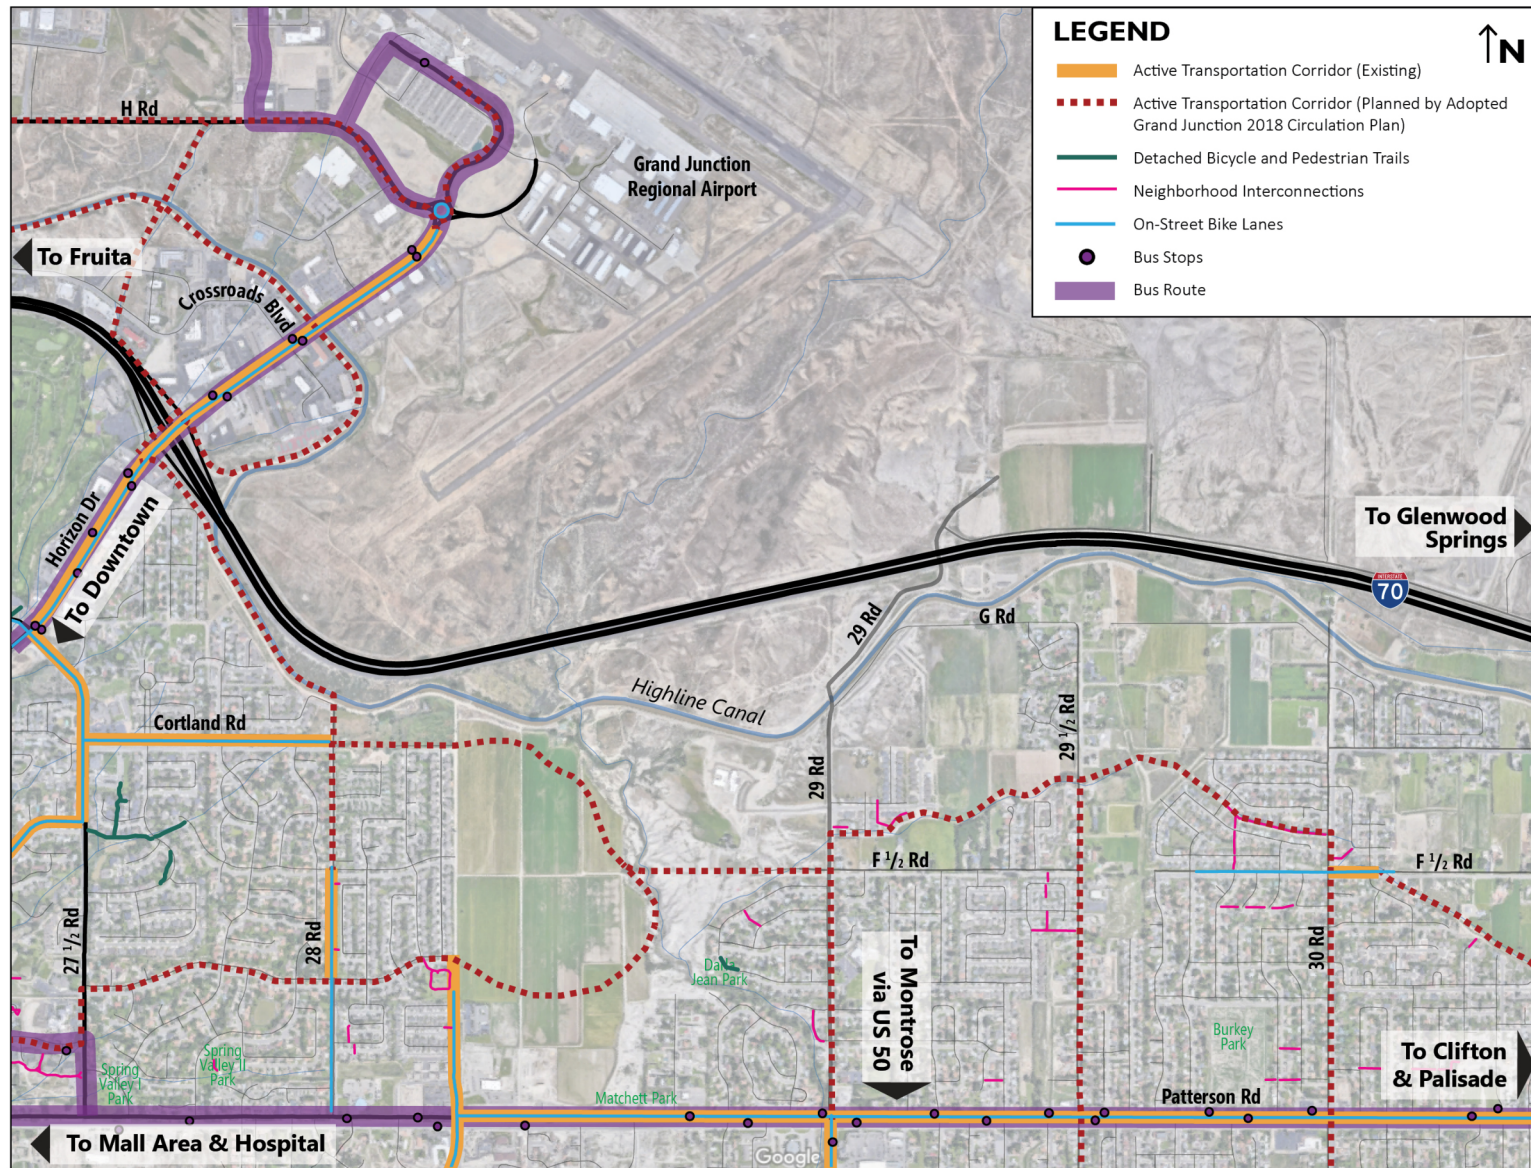 LEGEND
N
Active Transportation Corridor (Existing)
Active Transportation Corridor (Planned by Adopted
Grand Junction 2018 Circulation Plan)
Detached Bicycle and Pedestrian Trails
Neighborhood Interconnections
On-Street Bike Lanes
Bus Stops
Bus Route
H Rd
Grand Junction
Regional Airport
To Fruita
Crossroads Blvd
Horizon Dr
To Downtown
To Glenwood
Springs
INTERSTATE
70
29 Rd
G Rd
Highline Canal
Cortland Rd
29 1/2 Rd
29 Rd
F 1/2 Rd
F 1/2 Rd
27 1/2 Rd
28 Rd
30 Rd
To Montrose
via US 50
Darla
Jean Park
Burkey
Park
Spring
Valley II
Park
Spring
Valley I
Park
Matchett Park
Patterson Rd
To Clifton
& Palisade
To Mall Area & Hospital
Google